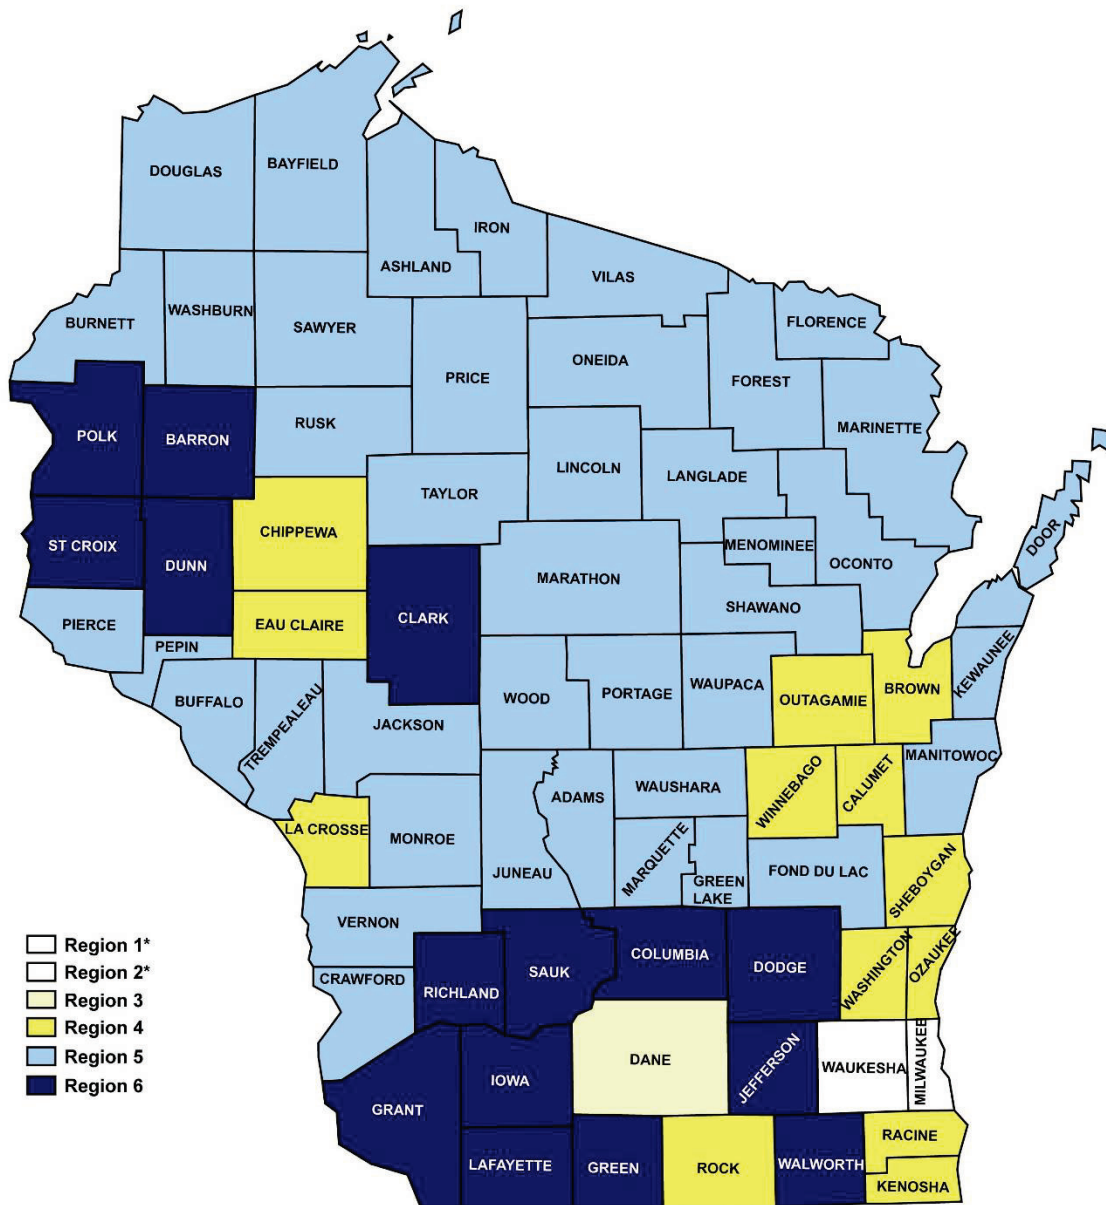 DOUGLAS
BAYFIELD
IRON
ASHLAND
VILAS
BURNETT
WASHBURN
SAWYER
FLORENCE
ONEIDA
PRICE
FOREST
POLK
BARRON
RUSK
MARINETTE
LINCOLN
LANGLADE
TAYLOR
CHIPPEWA
DOOR
ST CROIX
DUNN
MENOMINEE
OCONTO
MARATHON
SHAWANO
PIERCE
EAU CLAIRE
CLARK
PEPIN
KEWAUNEE
BUFFALO
TREMPEALEAU
WOOD
PORTAGE
WAUPACA
OUTAGAMIE
BROWN
JACKSON
MANITOWOC
ADAMS
WAUSHARA
WINNEBAGO
CALUMET
LA CROSSE
MONROE
JUNEAU
MARQUETTE
GREEN
LAKE
FOND DU LAC
SHEBOYGAN
VERNON
CRAWFORD
RICHLAND
SAUK
COLUMBIA
DODGE
WASHINGTON
OZAUKEE
Region 1*
Region 2*
Region 3
Region 4
Region 5
Region 6
DANE
JEFFERSON
WAUKESHA
MILWAUKEE
IOWA
GRANT
LAFAYETTE
GREEN
ROCK
WALWORTH
RACINE
KENOSHA